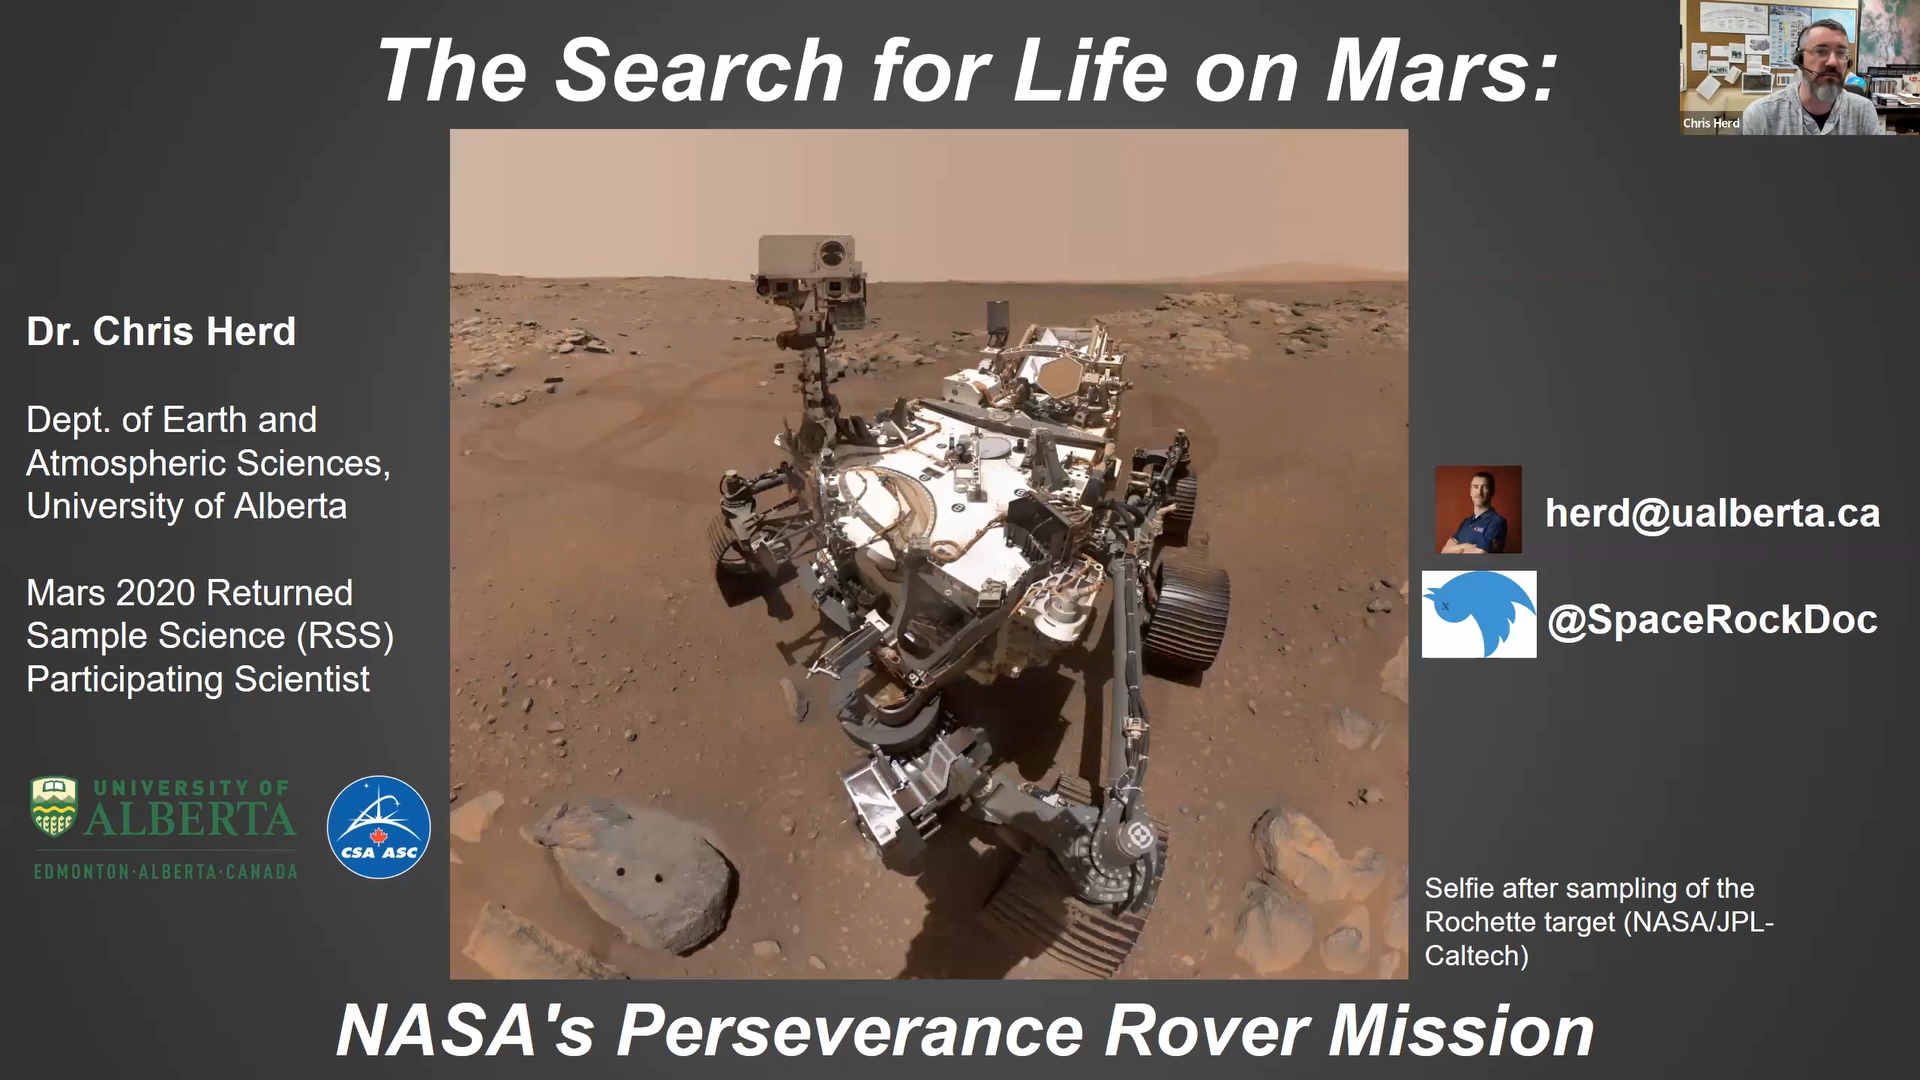 The Search for Life on Mars:
Chris Herd
Dr. Chris Herd
Dept. of Earth and
Atmospheric Sciences,
University of Alberta
Mars 2020 Returned
Sample Science (RSS)
Participating Scientist
UNIVERSITY OF
ALBERTA
EDMONTON·ALBERTA·CANADA
CSA ASC
herd@ualberta.ca
@SpaceRockDoc
Selfie after sampling of the
Rochette target (NASA/JPL-
Caltech)
NASA's Perseverance Rover Mission